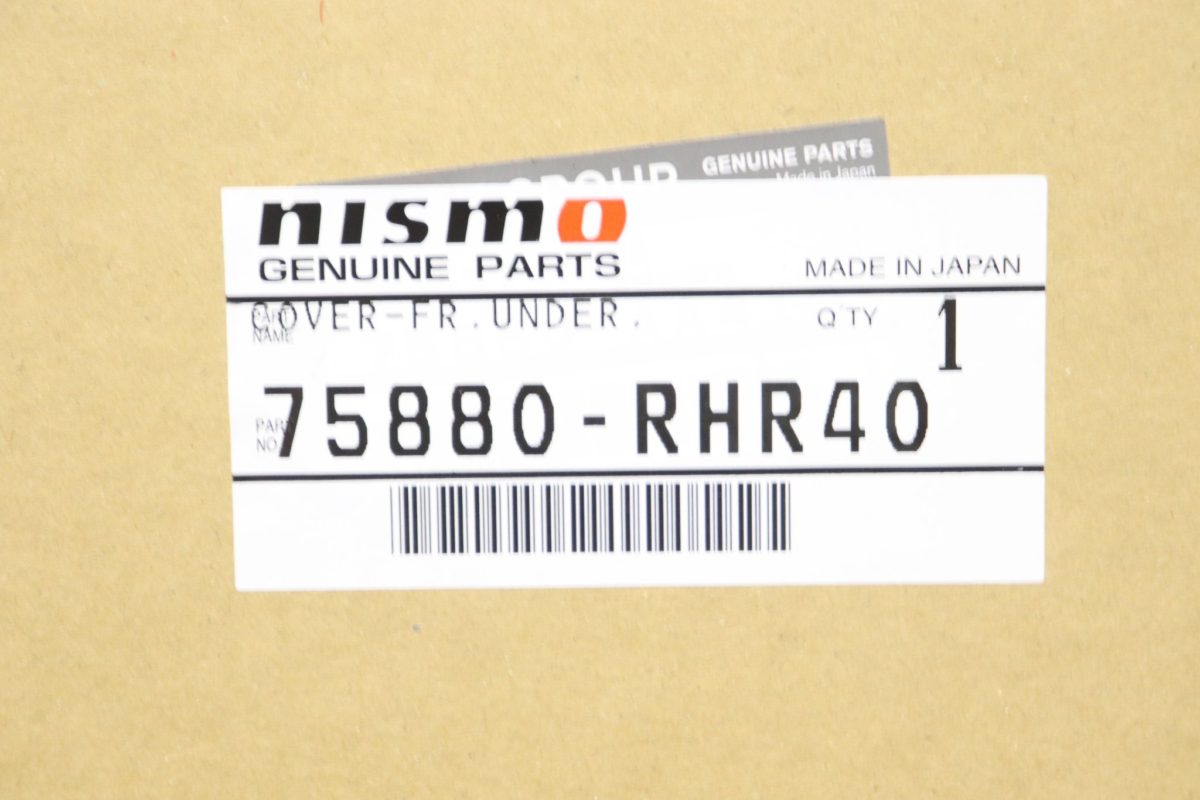 GROUP GENUINE PARTS
Made in Japan
nismo
GENUINE PARTS MADE IN JAPAN
PART NAME COVER-FR.UNDER. Q'TY 1
PART NO. 75880-RHR40